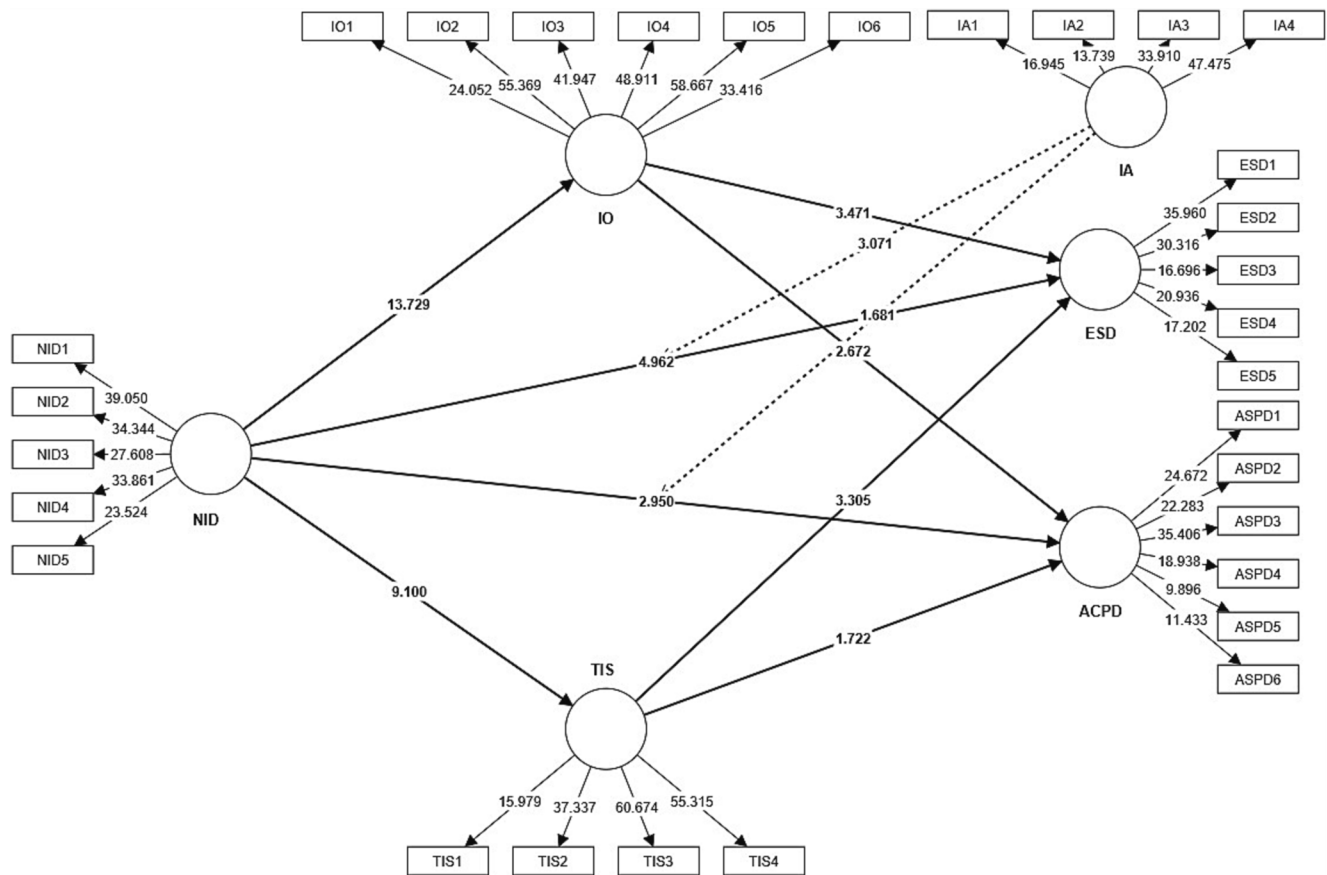 IO1 IO2 IO3 IO4 IO5 IO6 IA1 IA2 IA3 IA4
24.052 55.369 41.947 48.911 58.667 33.416 16.945 13.739 33.910 47.475
IO
IA
3.471
3.071
13.729
4.962
1.681
2.672
ESD1
ESD2
ESD3
ESD4
ESD5
35.960
30.316
16.696
20.936
17.202
ESD
NID1
NID2
NID3
NID4
NID5
39.050
34.344
27.608
33.861
23.524
NID
2.950
3.305
9.100
1.722
ASPD1
ASPD2
ASPD3
ASPD4
ASPD5
ASPD6
24.672
22.283
35.406
18.938
9.896
11.433
ACPD
TIS
15.979 37.337 60.674 55.315
TIS1 TIS2 TIS3 TIS4